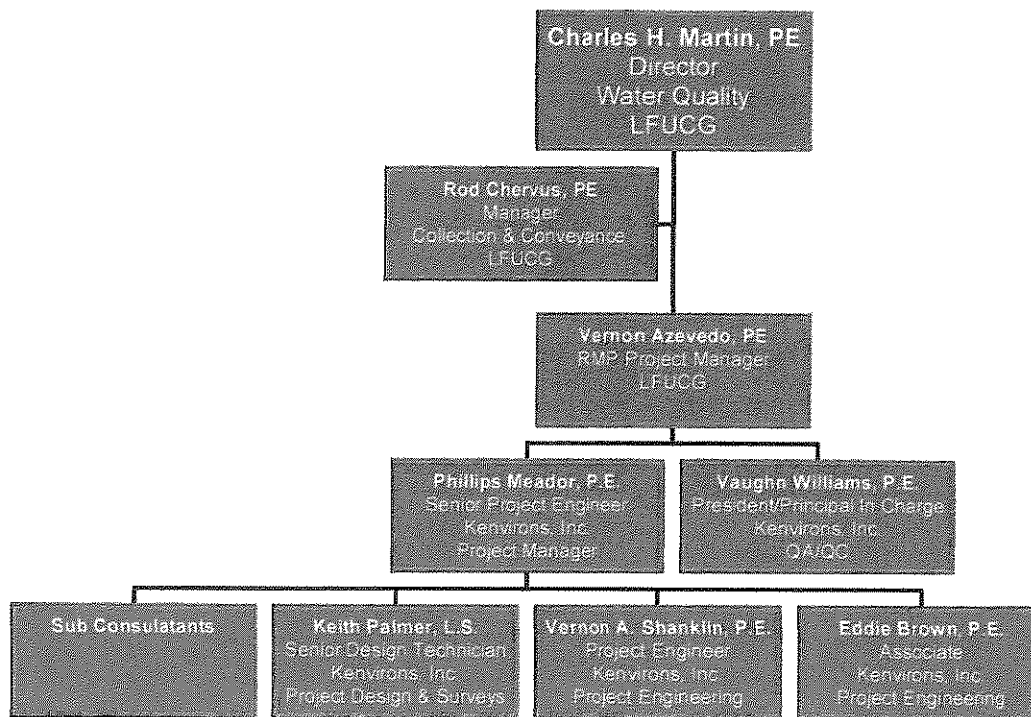 Charles H. Martin, PE
Director
Water Quality
LFUCG
Rod Chervus, PE
Manager
Collection & Conveyance
LFUCG
Vernon Azevedo, PE
RMP Project Manager
LFUCG
Phillips Meador, P.E.
Senior Project Engineer
Kenvirons, Inc
Project Manager
Vaughn Williams, P.E.
President/Principal In Charge
Kenvirons, Inc
QA/QC
Sub Consulatants
Keith Palmer, L.S.
Senior Design Technician
Kenvirons, Inc
Project Design & Surveys
Vernon A. Shanklin, P.E.
Project Engineer
Kenvirons, Inc
Project Engineering
Eddie Brown, P.E.
Associate
Kenvirons, Inc
Project Engineering